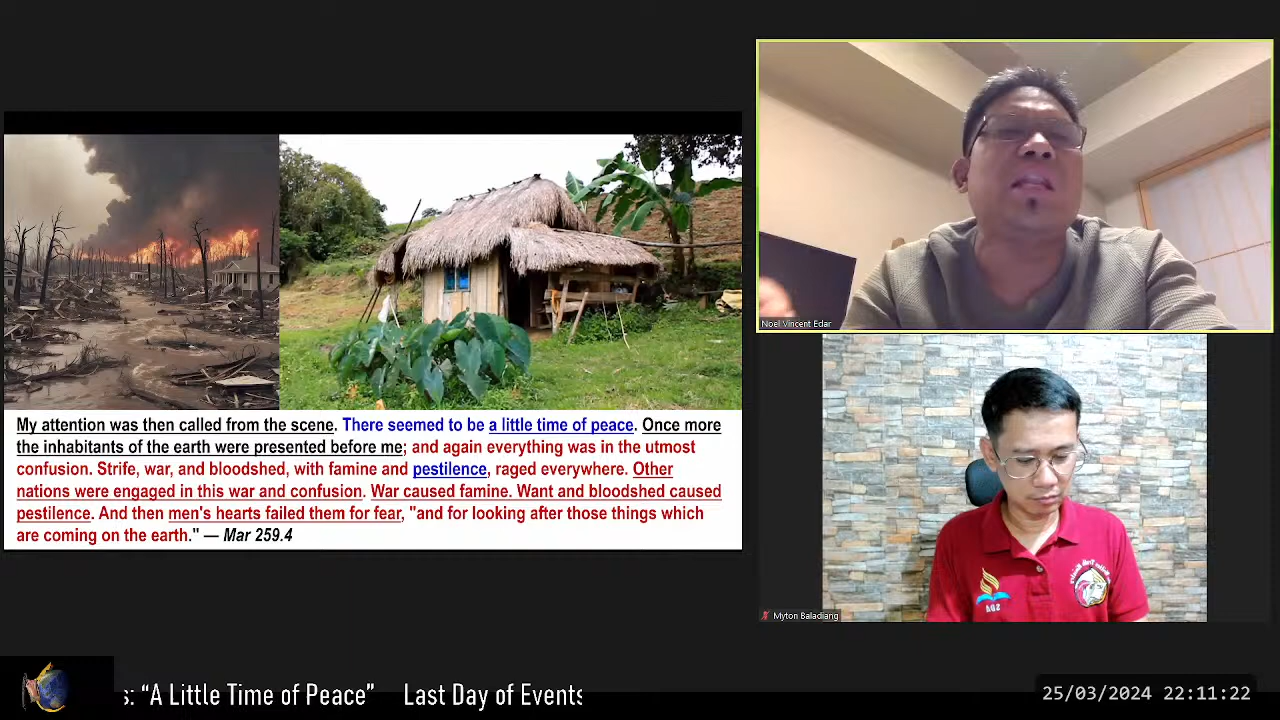 My attention was then called from the scene. There seemed to be a little time of peace. Once more
the inhabitants of the earth were presented before me; and again everything was in the utmost
confusion. Strife, war, and bloodshed, with famine and pestilence, raged everywhere. Other
nations were engaged in this war and confusion. War caused famine. Want and bloodshed caused
pestilence. And then men's hearts failed them for fear, "and for looking after those things which
are coming on the earth." — Mar 259.4
Noel Vincent Edar
SDA
Myton Baladiang
s: “A Little Time of Peace” Last Day of Events
25/03/2024 22:11:22